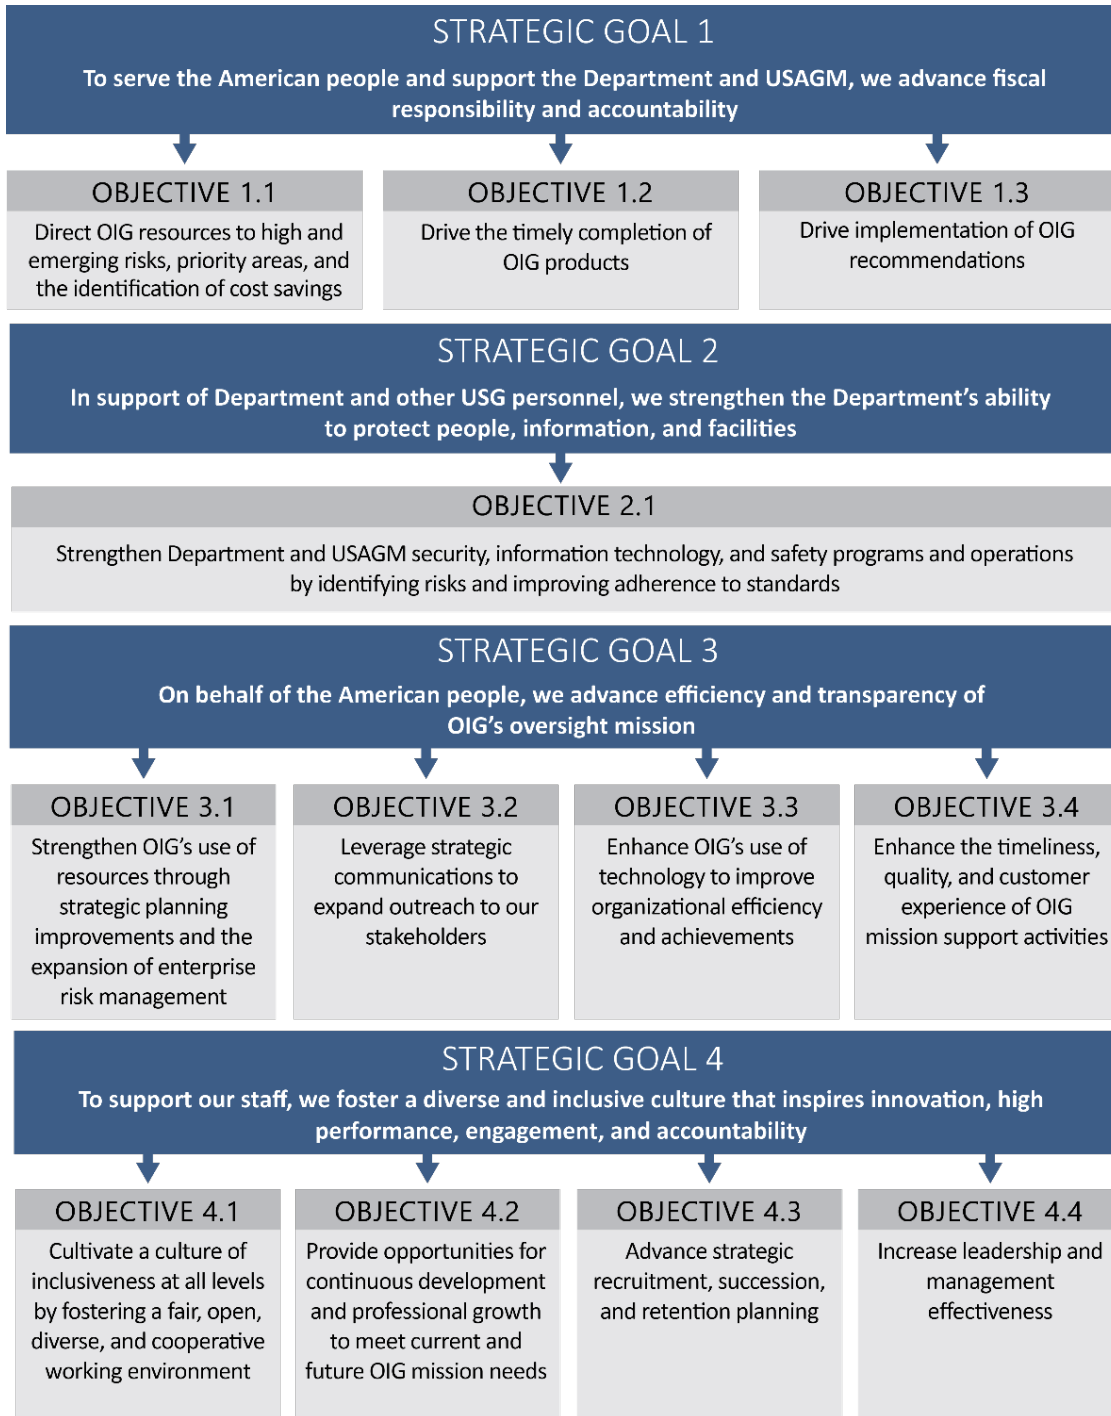 STRATEGIC GOAL 1
To serve the American people and support the Department and USAGM, we advance fiscal
responsibility and accountability
OBJECTIVE 1.1
Direct OIG resources to high and
emerging risks, priority areas, and
the identification of cost savings
OBJECTIVE 1.2
Drive the timely completion of
OIG products
OBJECTIVE 1.3
Drive implementation of OIG
recommendations
STRATEGIC GOAL 2
In support of Department and other USG personnel, we strengthen the Department’s ability
to protect people, information, and facilities
OBJECTIVE 2.1
Strengthen Department and USAGM security, information technology, and safety programs and operations
by identifying risks and improving adherence to standards
STRATEGIC GOAL 3
On behalf of the American people, we advance efficiency and transparency of
OIG’s oversight mission
OBJECTIVE 3.1
Strengthen OIG’s use of
resources through
strategic planning
improvements and the
expansion of enterprise
risk management
OBJECTIVE 3.2
Leverage strategic
communications to
expand outreach to our
stakeholders
OBJECTIVE 3.3
Enhance OIG’s use of
technology to improve
organizational efficiency
and achievements
OBJECTIVE 3.4
Enhance the timeliness,
quality, and customer
experience of OIG
mission support activities
STRATEGIC GOAL 4
To support our staff, we foster a diverse and inclusive culture that inspires innovation, high
performance, engagement, and accountability
OBJECTIVE 4.1
Cultivate a culture of
inclusiveness at all levels
by fostering a fair, open,
diverse, and cooperative
working environment
OBJECTIVE 4.2
Provide opportunities for
continuous development
and professional growth
to meet current and
future OIG mission needs
OBJECTIVE 4.3
Advance strategic
recruitment, succession,
and retention planning
OBJECTIVE 4.4
Increase leadership and
management
effectiveness